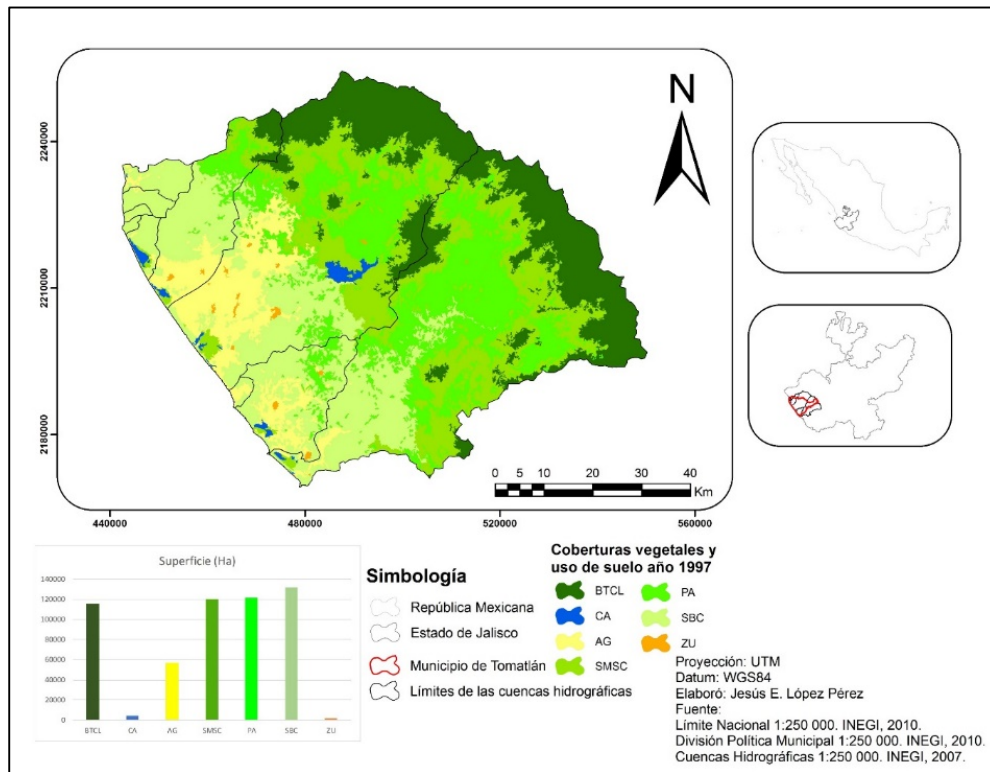 N
2240000
2210000
2180000
0 5 10 20 30 40
Km
440000 480000 520000 560000
Superficie (Ha)
140000
120000
100000
80000
60000
40000
20000
0
BTCL CA AG SMSC PA SBC ZU
Simbología
República Mexicana
Estado de Jalisco
Municipio de Tomatlán
Límites de las cuencas hidrográficas
Coberturas vegetales y
uso de suelo año 1997
BTCL
CA
AG
SMSC
PA
SBC
ZU
Proyección: UTM
Datum: WGS84
Elaboró: Jesús E. López Pérez
Fuente:
Límite Nacional 1:250 000. INEGI, 2010.
División Política Municipal 1:250 000. INEGI, 2010.
Cuencas Hidrográficas 1:250 000. INEGI, 2007.